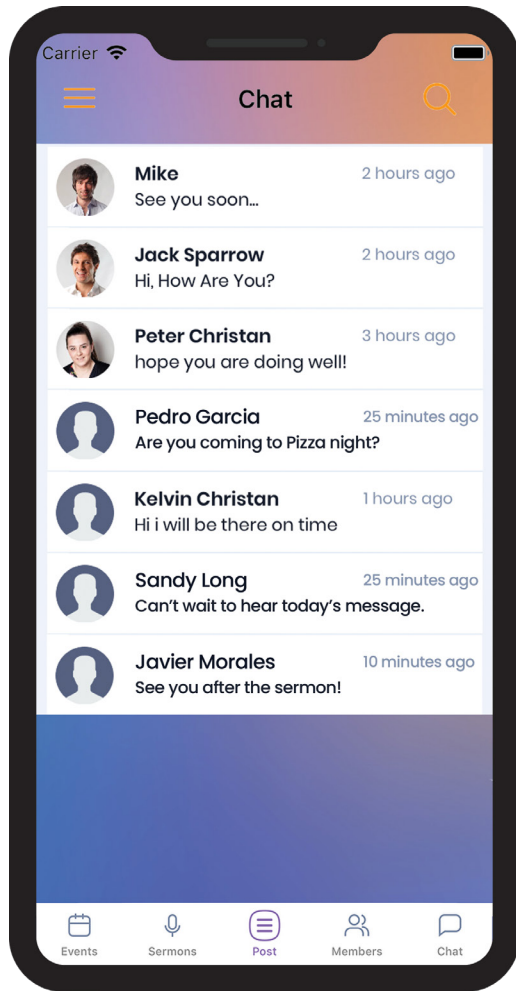 Carrier
Chat
Mike 2 hours ago
See you soon...
Jack Sparrow 2 hours ago
Hi, How Are You?
Peter Christan 3 hours ago
hope you are doing well!
Pedro Garcia 25 minutes ago
Are you coming to Pizza night?
Kelvin Christan 1 hours ago
Hi i will be there on time
Sandy Long 25 minutes ago
Can't wait to hear today's message.
Javier Morales 10 minutes ago
See you after the sermon!
Events Sermons Post Members Chat